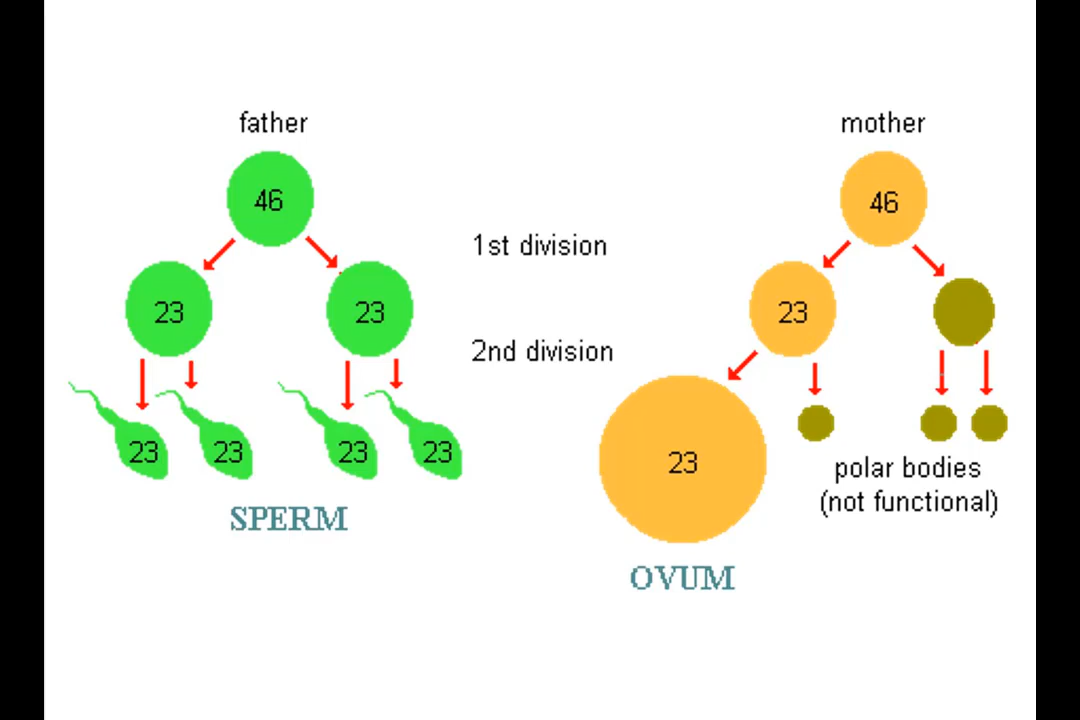 father
mother
46
46
1st division
23
23
23
2nd division
23
23
23
23
23
polar bodies
(not functional)
SPERM
OVUM